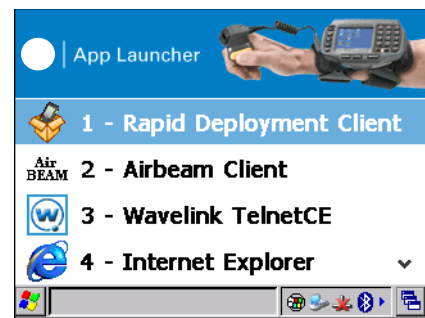 App Launcher
1 - Rapid Deployment Client
Air
BEAM
2 - Airbeam Client
3 - Wavelink TelnetCE
4 - Internet Explorer